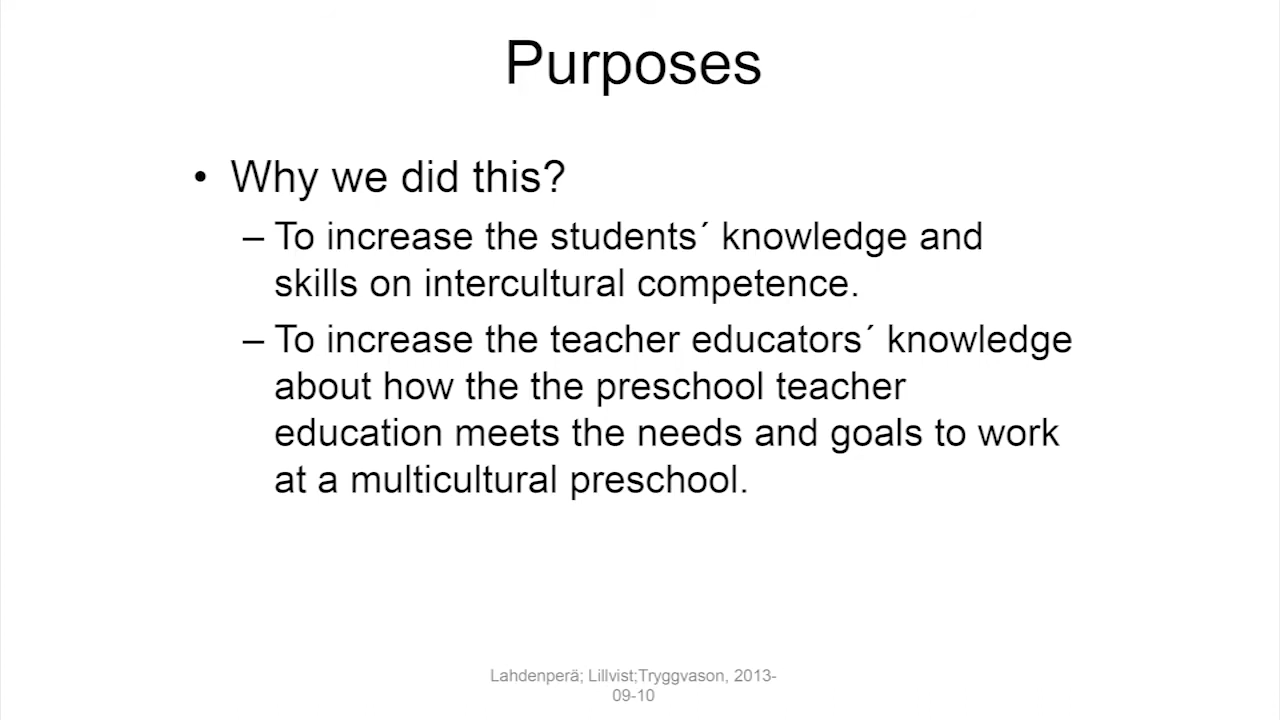 Purposes
• Why we did this?
– To increase the students´ knowledge and
skills on intercultural competence.
– To increase the teacher educators´ knowledge
about how the the preschool teacher
education meets the needs and goals to work
at a multicultural preschool.
Lahdenperä; Lillvist;Tryggvason, 2013-
09-10